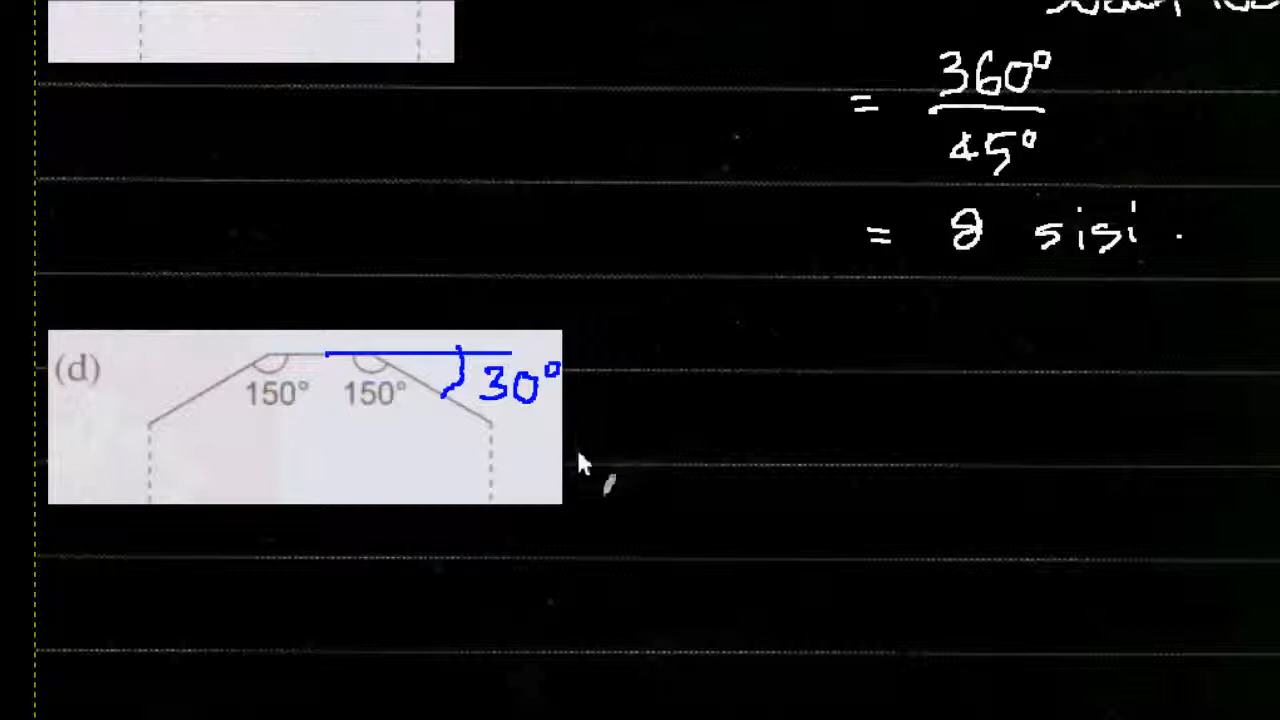 = 360°
45°
= 8 sisi .
(d)
150° 150° 30°